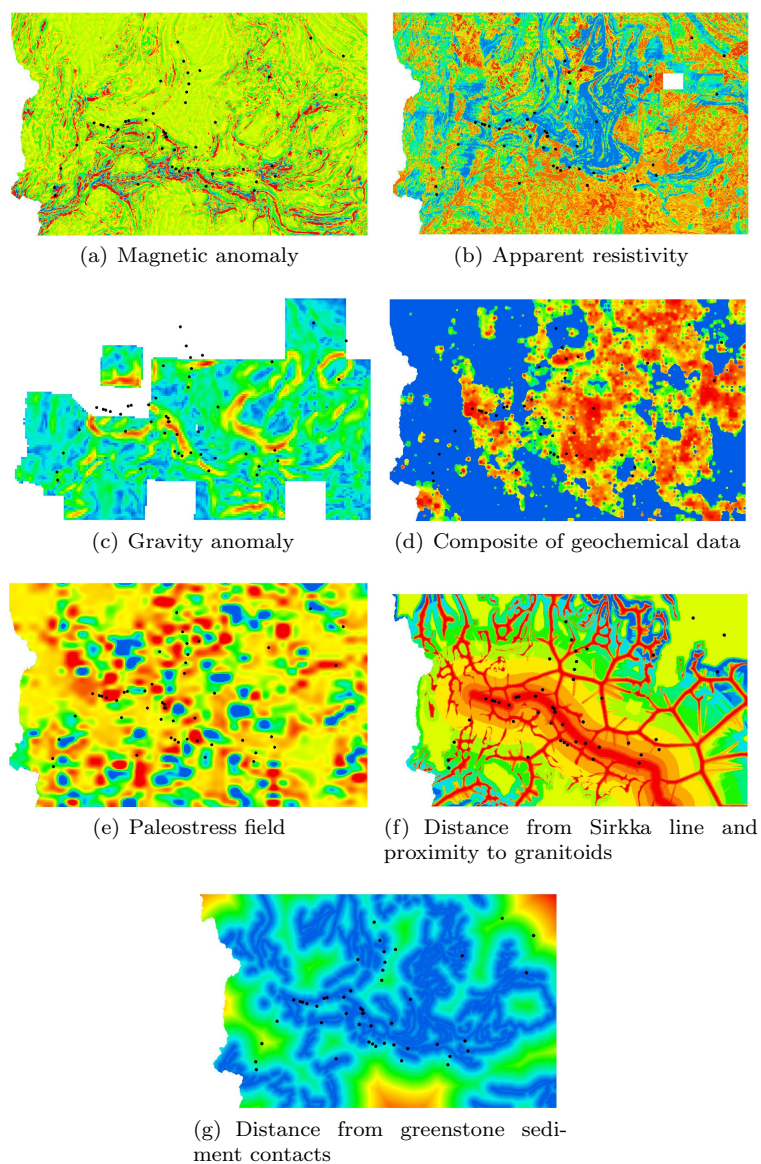 (a) Magnetic anomaly
(b) Apparent resistivity
(c) Gravity anomaly
(d) Composite of geochemical data
(e) Paleostress field
(f) Distance from Sirkka line and
proximity to granitoids
(g) Distance from greenstone sedi-
ment contacts